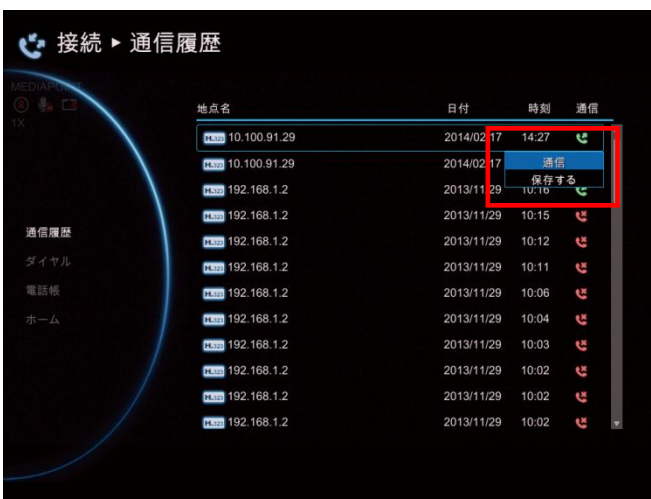 接続 ▸ 通信履歴
MEDIAPOINT
1X
地点名 日付 時刻 通信
H.323 10.100.91.29 2014/02/17 14:27
H.323 10.100.91.29 2014/02/17
通信
保存する
H.323 192.168.1.2 2013/11/29 10:16
H.323 192.168.1.2 2013/11/29 10:15
H.323 192.168.1.2 2013/11/29 10:12
H.323 192.168.1.2 2013/11/29 10:11
H.323 192.168.1.2 2013/11/29 10:06
H.323 192.168.1.2 2013/11/29 10:04
H.323 192.168.1.2 2013/11/29 10:03
H.323 192.168.1.2 2013/11/29 10:02
H.323 192.168.1.2 2013/11/29 10:02
H.323 192.168.1.2 2013/11/29 10:02
通信履歴
ダイヤル
電話帳
ホーム